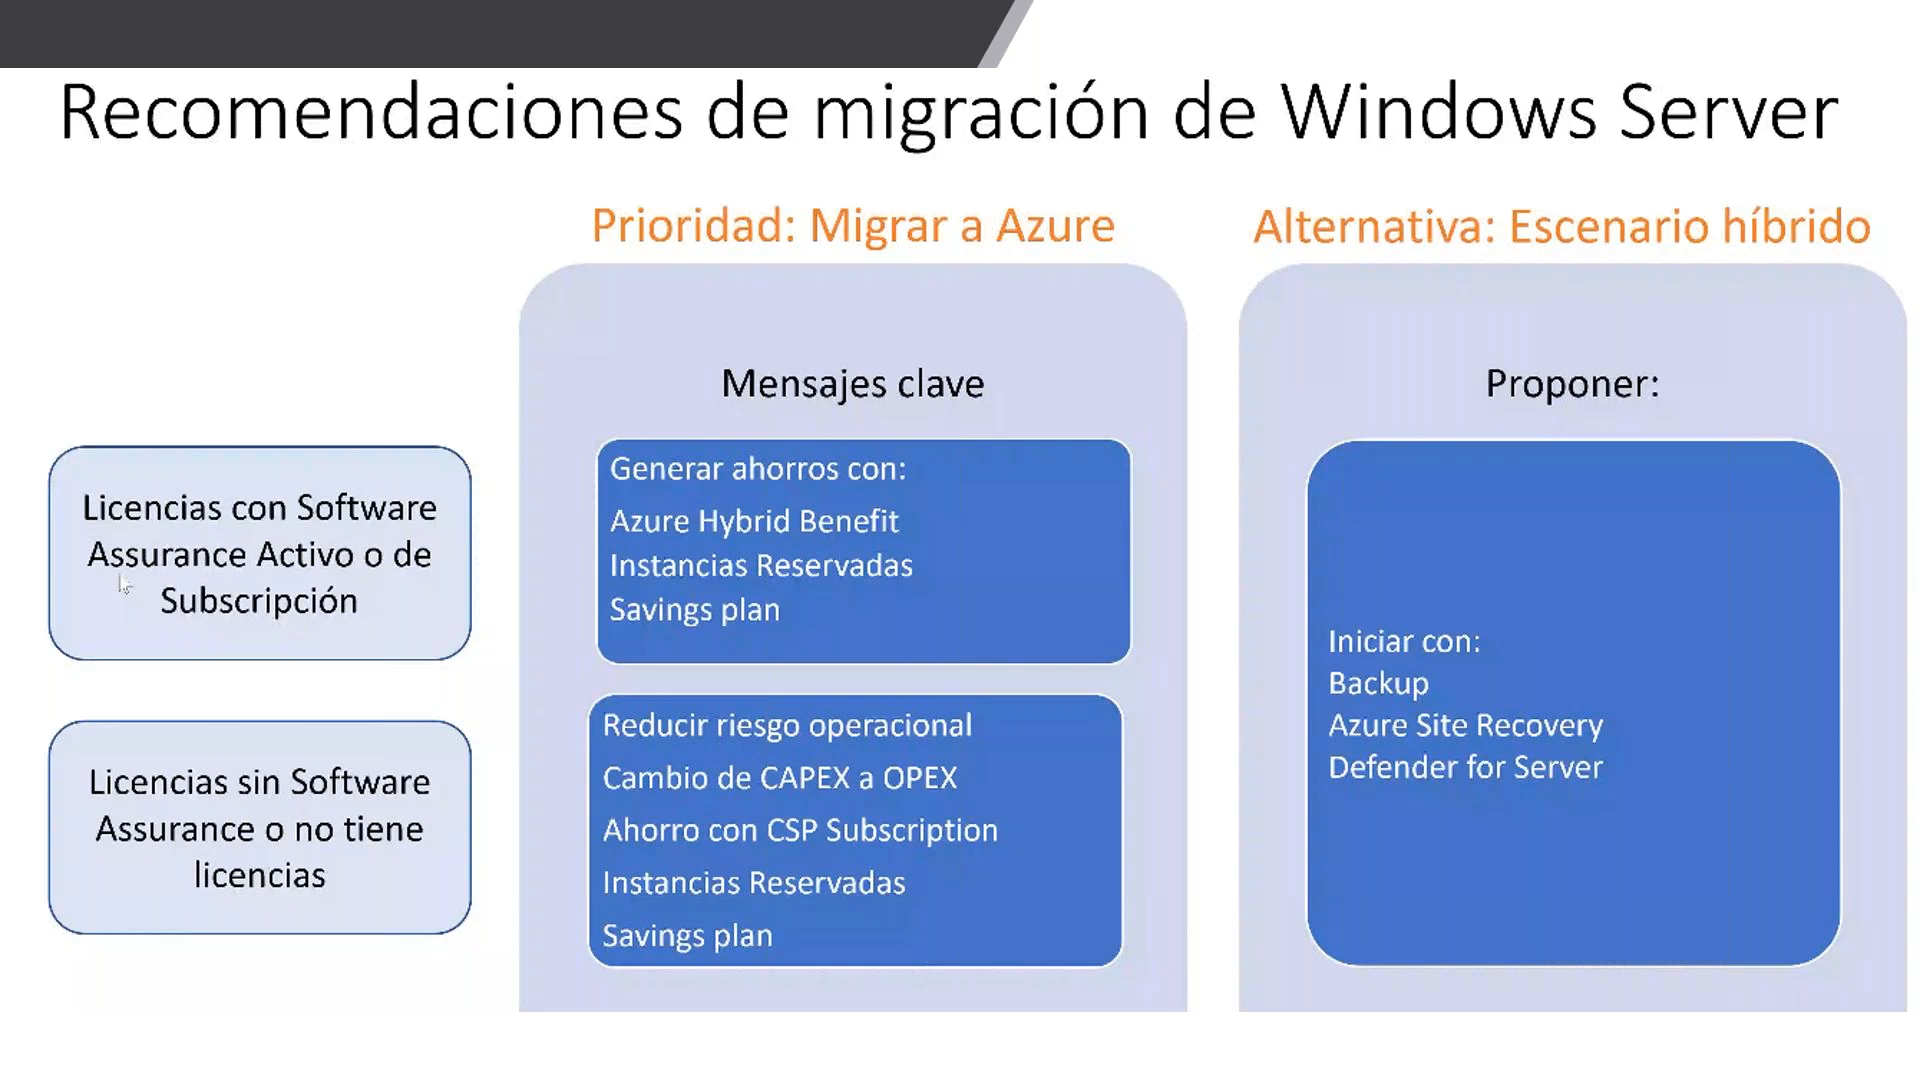 Recomendaciones de migración de Windows Server
Prioridad: Migrar a Azure
Alternativa: Escenario híbrido
Mensajes clave
Proponer:
Licencias con Software
Assurance Activo o de
Subscripción
Generar ahorros con:
Azure Hybrid Benefit
Instancias Reservadas
Savings plan
Licencias sin Software
Assurance o no tiene
licencias
Reducir riesgo operacional
Cambio de CAPEX a OPEX
Ahorro con CSP Subscription
Instancias Reservadas
Savings plan
Iniciar con:
Backup
Azure Site Recovery
Defender for Server